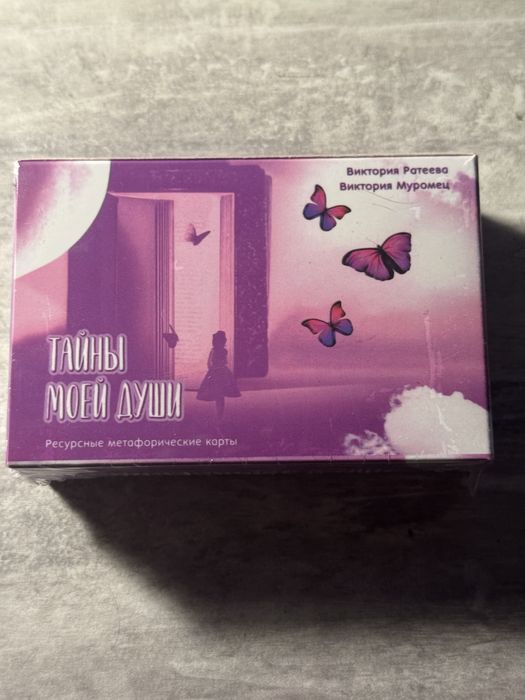 Виктория Ратеева
Виктория Муромец
ТАЙНЫ
МОЕЙ ДУШИ
Ресурсные метафорические карты